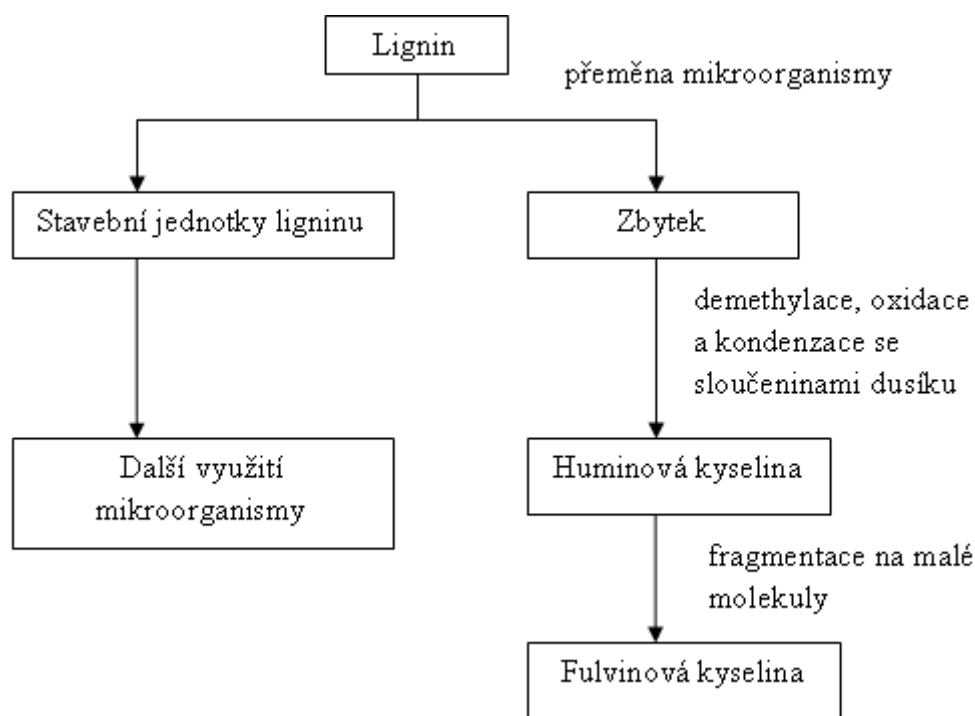 Lignin
přeměna mikroorganismy
Stavební jednotky ligninu
Zbytek
demethylace, oxidace
a kondenzace se
sloučeninami dusíku
Další využití
mikroorganismy
Huminová kyselina
fragmentace na malé
molekuly
Fulvinová kyselina